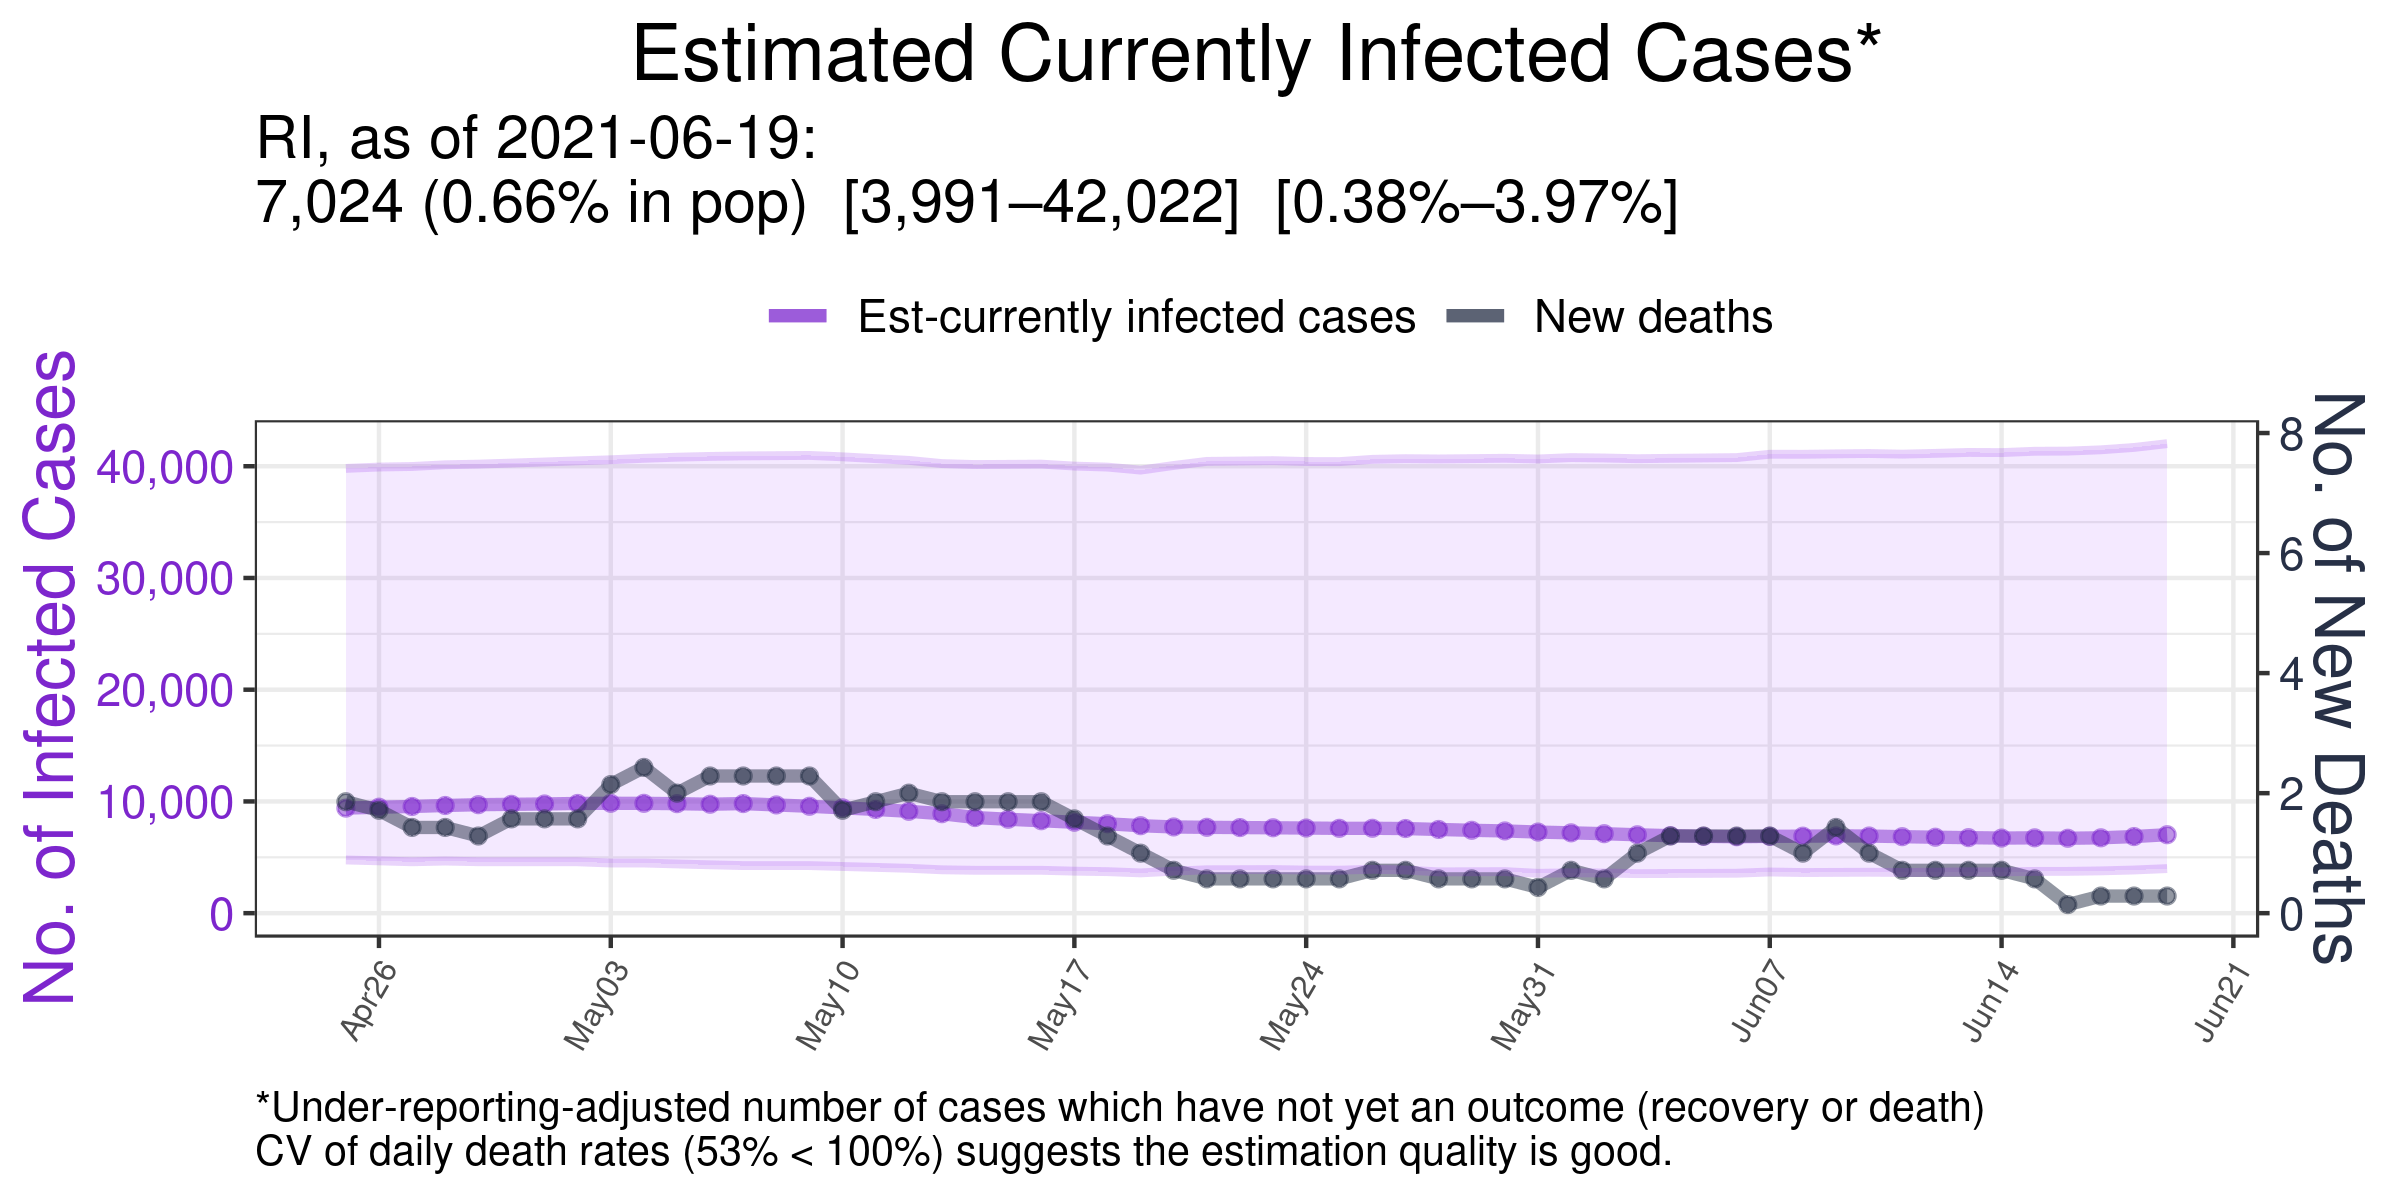 Estimated Currently Infected Cases*
RI, as of 2021-06-19:
7,024 (0.66% in pop)  [3,991–42,022]  [0.38%–3.97%]
Est-currently infected cases
New deaths
No. of Infected Cases
40,000
30,000
20,000
10,000
0
8
6
4
2
0
No. of New Deaths
Apr26
May03
May10
May17
May24
May31
Jun07
Jun14
Jun21
*Under-reporting-adjusted number of cases which have not yet an outcome (recovery or death)
CV of daily death rates (53% < 100%) suggests the estimation quality is good.